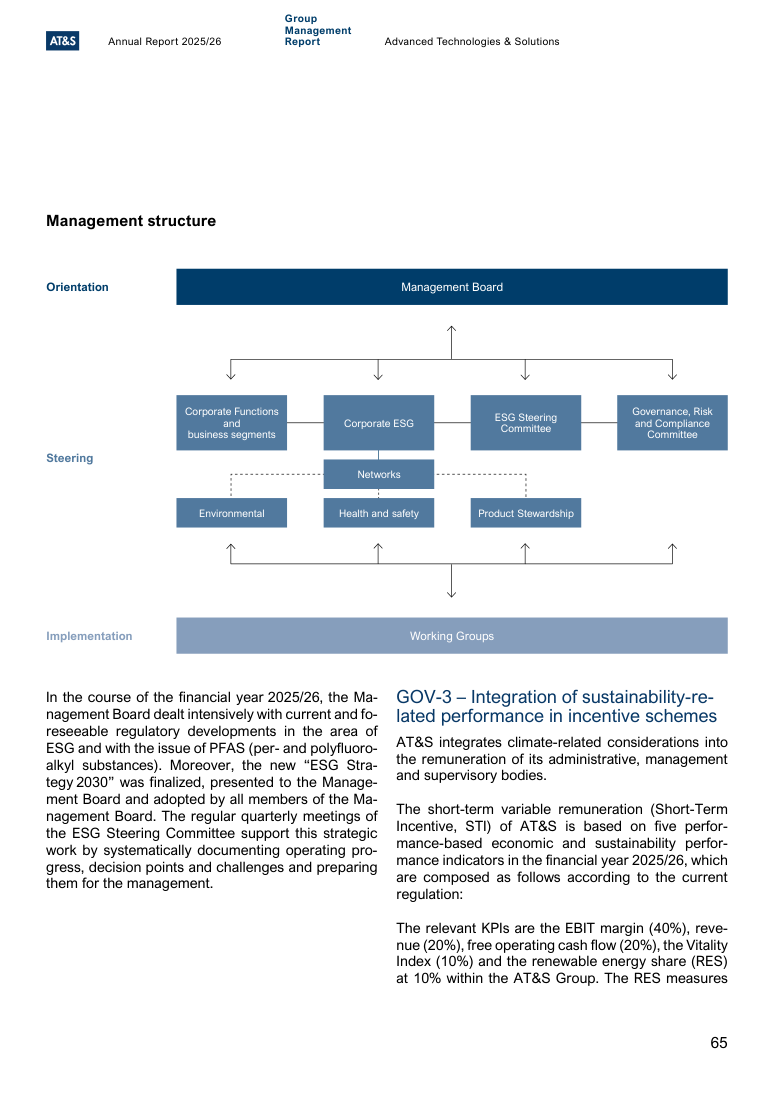 AT&S
Annual Report 2025/26
Group
Management
Report
Advanced Technologies & Solutions
Management structure
Orientation
Management Board
Corporate Functions
and
business segments
Corporate ESG
ESG Steering
Committee
Governance, Risk
and Compliance
Committee
Steering
Networks
Environmental
Health and safety
Product Stewardship
Implementation
Working Groups
In the course of the financial year 2025/26, the Ma-
nagement Board dealt intensively with current and fo-
reseeable regulatory developments in the area of
ESG and with the issue of PFAS (per- and polyfluoro-
alkyl substances). Moreover, the new “ESG Stra-
tegy 2030” was finalized, presented to the Manage-
ment Board and adopted by all members of the Ma-
nagement Board. The regular quarterly meetings of
the ESG Steering Committee support this strategic
work by systematically documenting operating pro-
gress, decision points and challenges and preparing
them for the management.
GOV-3 – Integration of sustainability-re-
lated performance in incentive schemes
AT&S integrates climate-related considerations into
the remuneration of its administrative, management
and supervisory bodies.
The short-term variable remuneration (Short-Term
Incentive, STI) of AT&S is based on five perfor-
mance-based economic and sustainability perfor-
mance indicators in the financial year 2025/26, which
are composed as follows according to the current
regulation:
The relevant KPIs are the EBIT margin (40%), reve-
nue (20%), free operating cash flow (20%), the Vitality
Index (10%) and the renewable energy share (RES)
at 10% within the AT&S Group. The RES measures
65